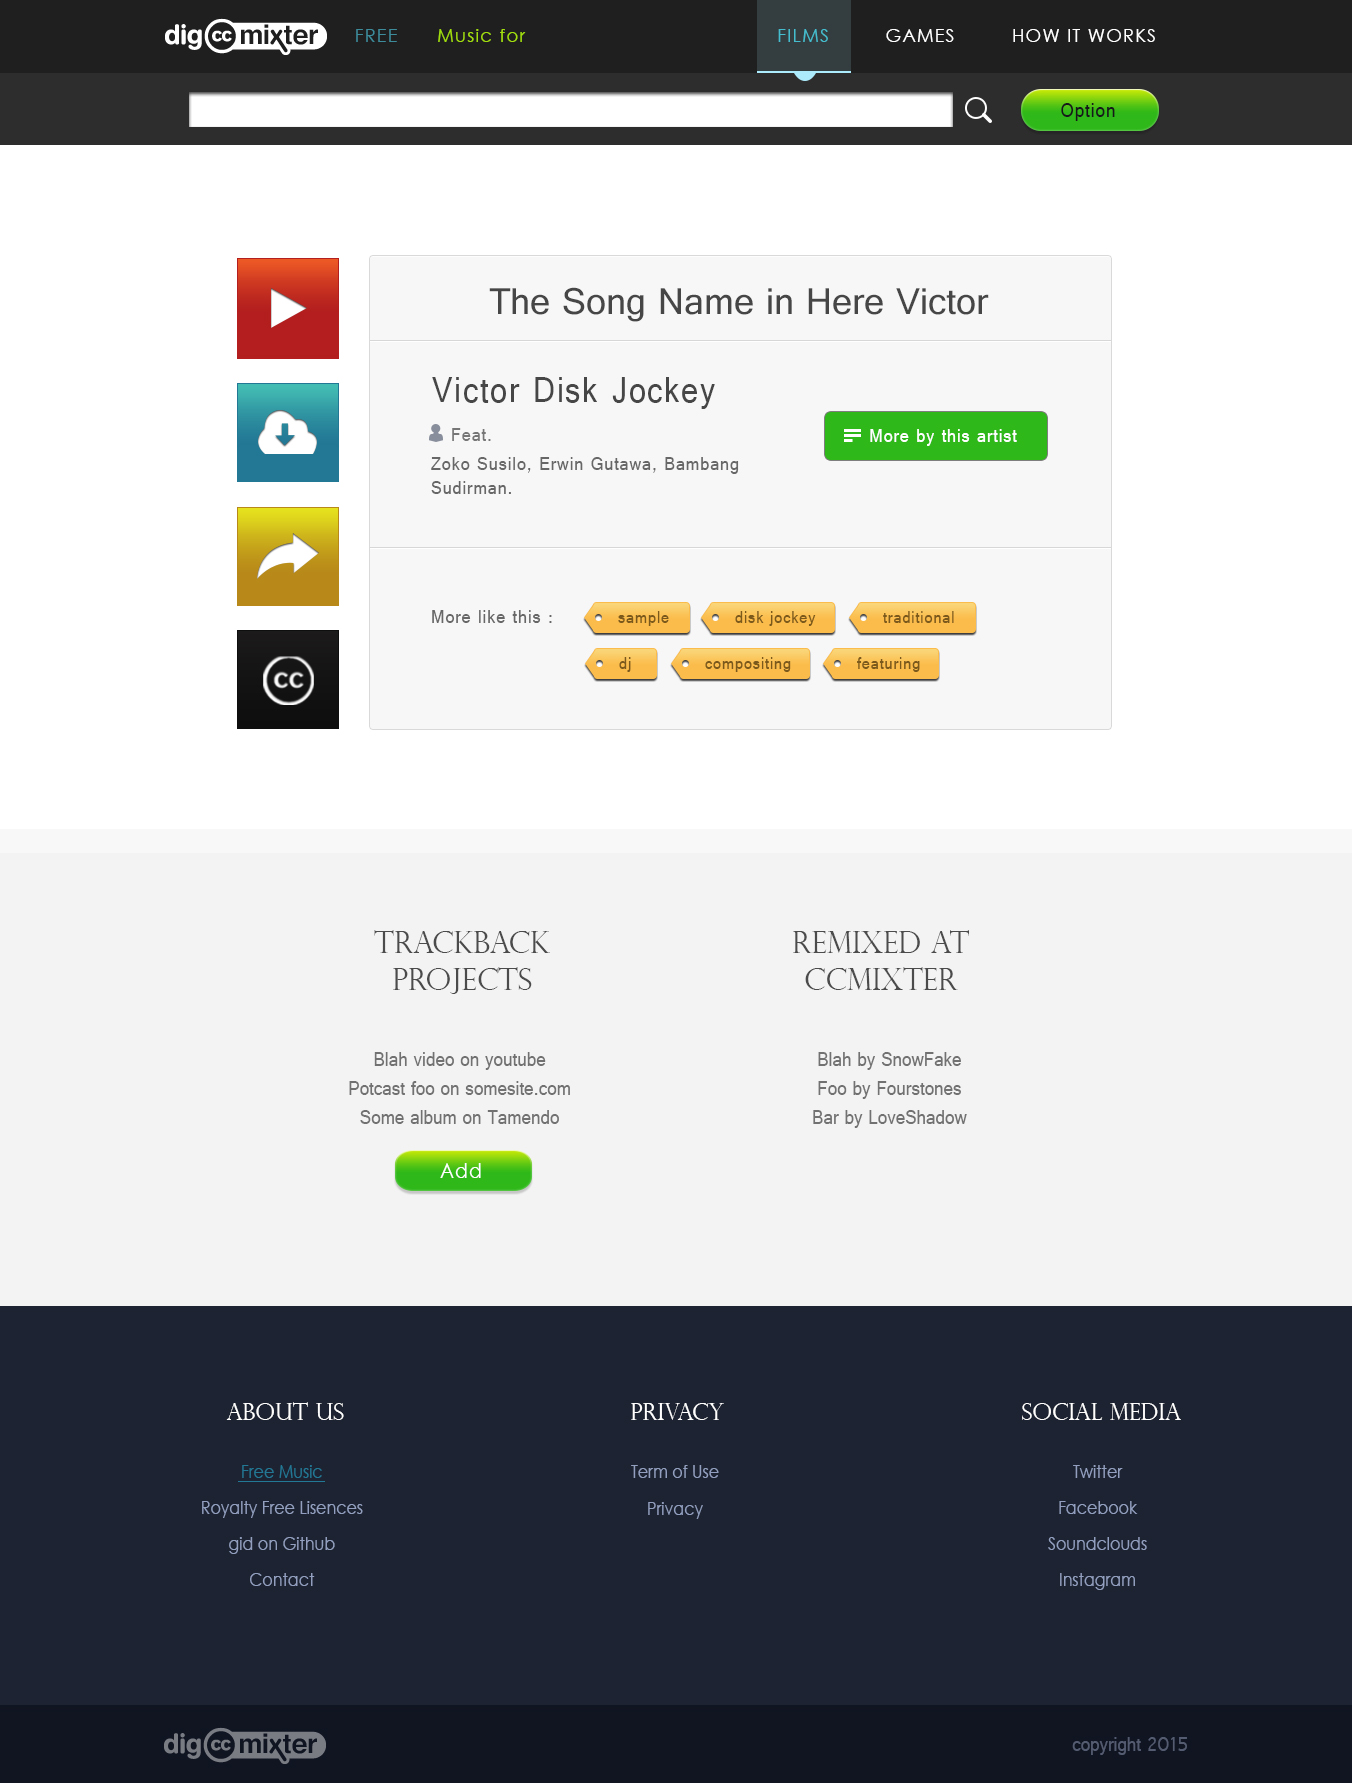 dig cc mixter FREE Music for FILMS GAMES HOW IT WORKS
Option
The Song Name in Here Victor
Victor Disk Jockey
Feat.
More by this artist
Zoko Susilo, Erwin Gutawa, Bambang
Sudirman.
More like this : sample disk jockey traditional
dj compositing featuring
cc
TRACKBACK
PROJECTS
Blah video on youtube
Potcast foo on somesite.com
Some album on Tamendo
Add
REMIXED AT
CCMIXTER
Blah by SnowFake
Foo by Fourstones
Bar by LoveShadow
ABOUT US
Free Music
Royalty Free Lisences
gid on Github
Contact
PRIVACY
Term of Use
Privacy
SOCIAL MEDIA
Twitter
Facebook
Soundclouds
Instagram
dig cc mixter copyright 2015